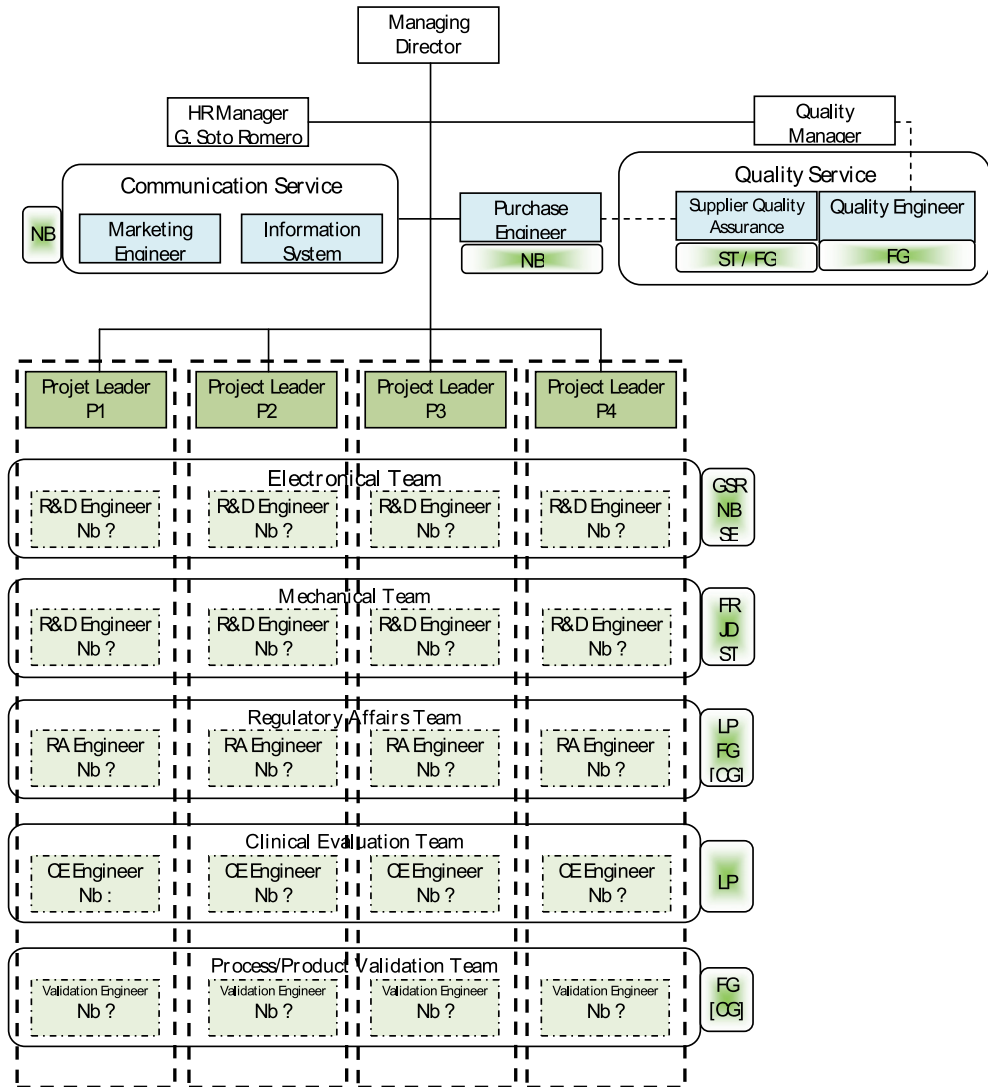 Managing
Director
HR Manager
G. Soto Romero
Quality
Manager
Communication Service
Quality Service
NB
Marketing
Engineer
Information
System
Purchase
Engineer
NB
Supplier Quality
Assurance
ST / FG
Quality Engineer
FG
Projet Leader
P1
Project Leader
P2
Project Leader
P3
Project Leader
P4
Electronical Team
R&D Engineer
Nb ?
R&D Engineer
Nb ?
R&D Engineer
Nb ?
R&D Engineer
Nb ?
GSR
NB
SE
Mechanical Team
R&D Engineer
Nb ?
R&D Engineer
Nb ?
R&D Engineer
Nb ?
R&D Engineer
Nb ?
FR
JD
ST
Regulatory Affairs Team
RA Engineer
Nb ?
RA Engineer
Nb ?
RA Engineer
Nb ?
RA Engineer
Nb ?
LP
FG
[OG]
Clinical Evaluation Team
CE Engineer
Nb :
CE Engineer
Nb ?
CE Engineer
Nb ?
CE Engineer
Nb ?
LP
Process/Product Validation Team
Validation Engineer
Nb ?
Validation Engineer
Nb ?
Validation Engineer
Nb ?
Validation Engineer
Nb ?
FG
[OG]